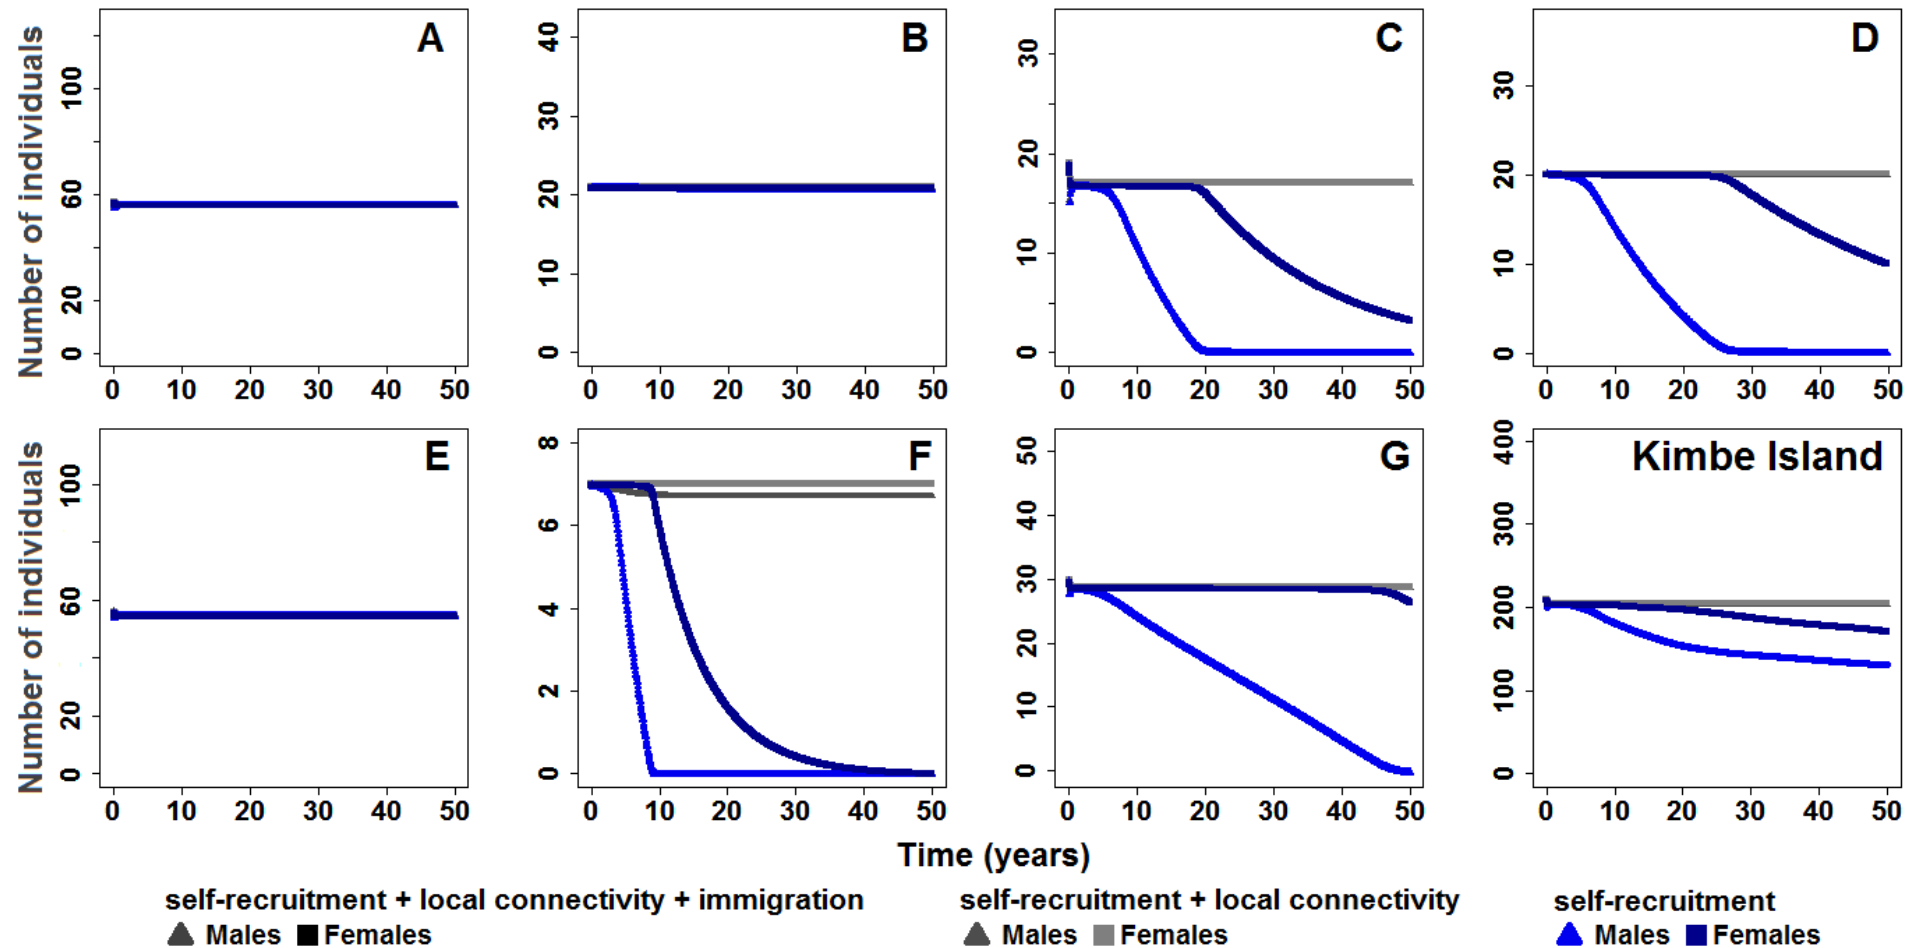 Number of individuals
A
0 20 60 100
0 10 20 30 40 50
B
0 10 20 30 40
0 10 20 30 40 50
C
0 10 20 30
0 10 20 30 40 50
D
0 10 20 30
0 10 20 30 40 50
Number of individuals
E
0 20 60 100
0 10 20 30 40 50
F
0 2 4 6 8
0 10 20 30 40 50
G
0 10 20 30 40 50
0 10 20 30 40 50
Kimbe Island
0 100 200 300 400
0 10 20 30 40 50
Time (years)
self-recruitment + local connectivity + immigration
Males Females
self-recruitment + local connectivity
Males Females
self-recruitment
Males Females